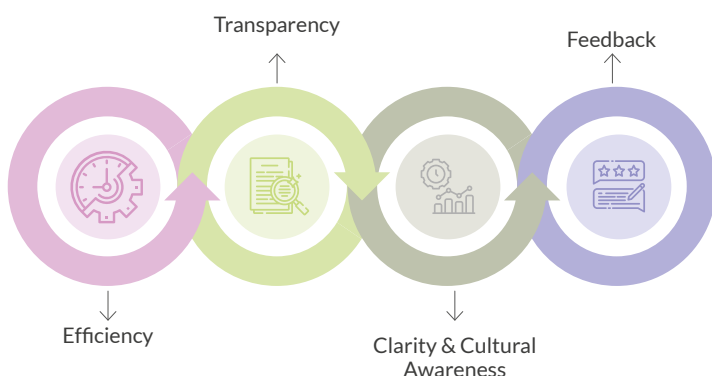 Transparency
Feedback
Efficiency
Clarity & Cultural
Awareness